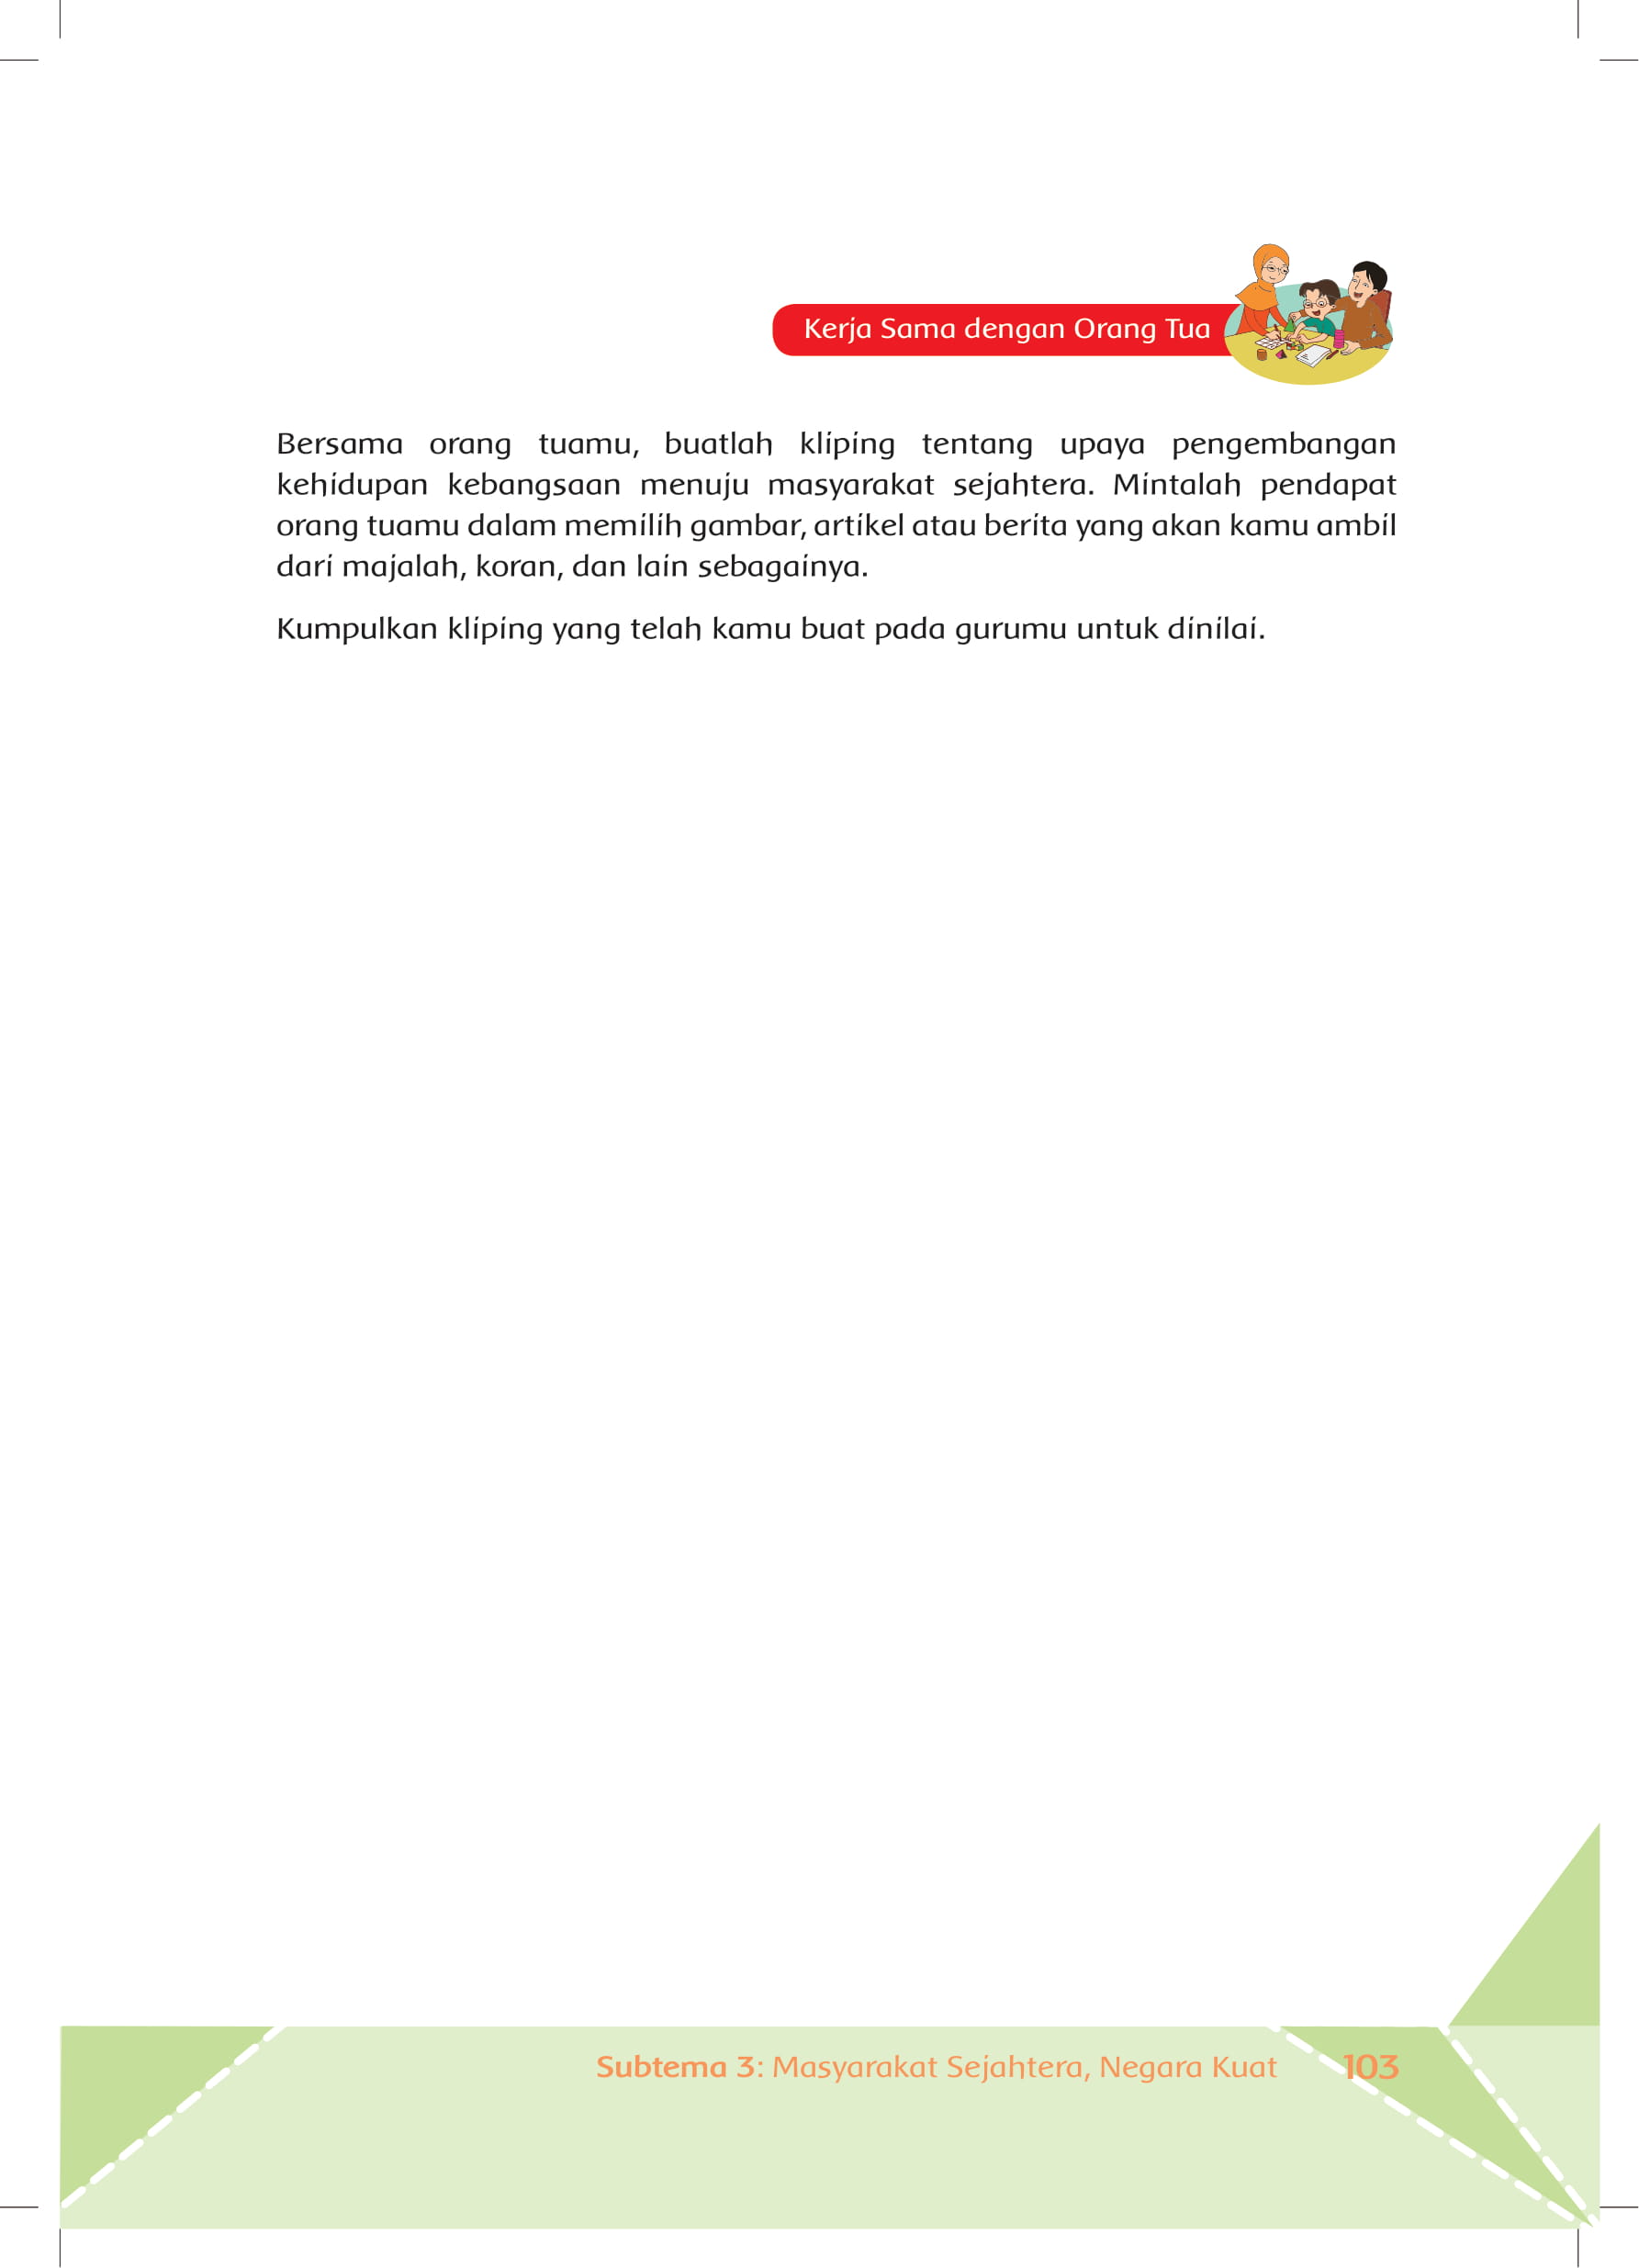 Kerja Sama dengan Orang Tua
Bersama orang tuamu, buatlah kliping tentang upaya pengembangan
kehidupan kebangsaan menuju masyarakat sejahtera. Mintalah pendapat
orang tuamu dalam memilih gambar, artikel atau berita yang akan kamu ambil
dari majalah, koran, dan lain sebagainya.
Kumpulkan kliping yang telah kamu buat pada gurumu untuk dinilai.
Subtema 3: Masyarakat Sejahtera, Negara Kuat 103